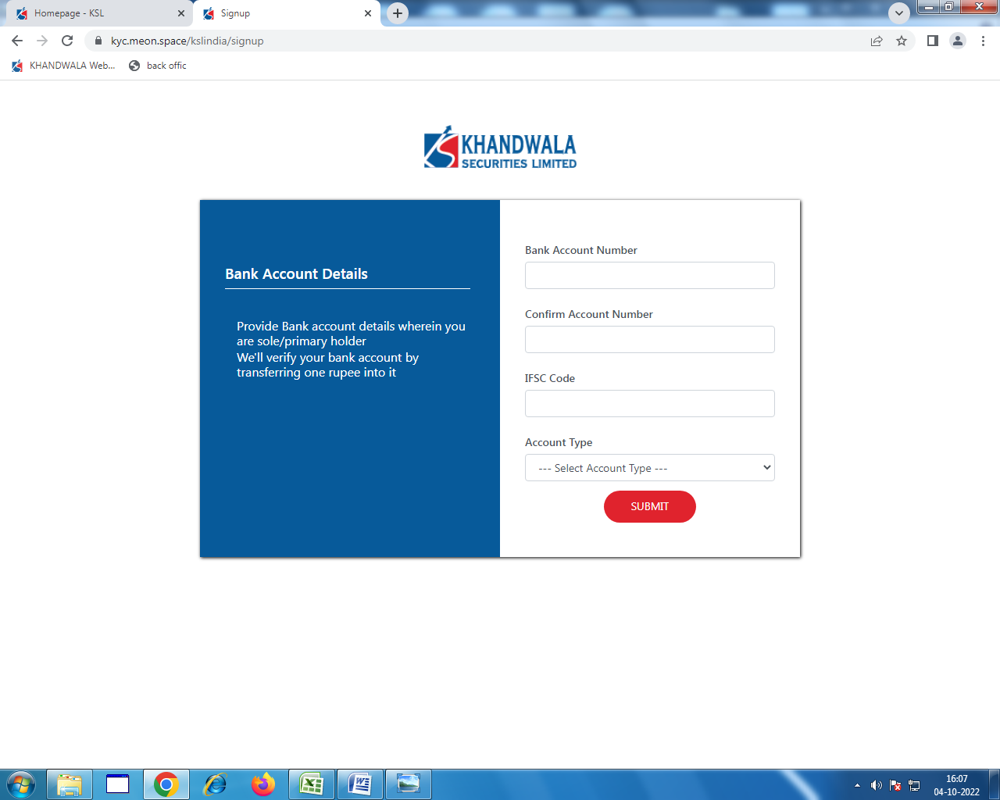 Homepage - KSL
Signup
kyc.meon.space/kslindia/signup
KHANDWALA Web...
back offic
KHANDWALA
SECURITIES LIMITED
Bank Account Details
Provide Bank account details wherein you
are sole/primary holder
We'll verify your bank account by
transferring one rupee into it
Bank Account Number
Confirm Account Number
IFSC Code
Account Type
--- Select Account Type ---
SUBMIT
16:07
04-10-2022